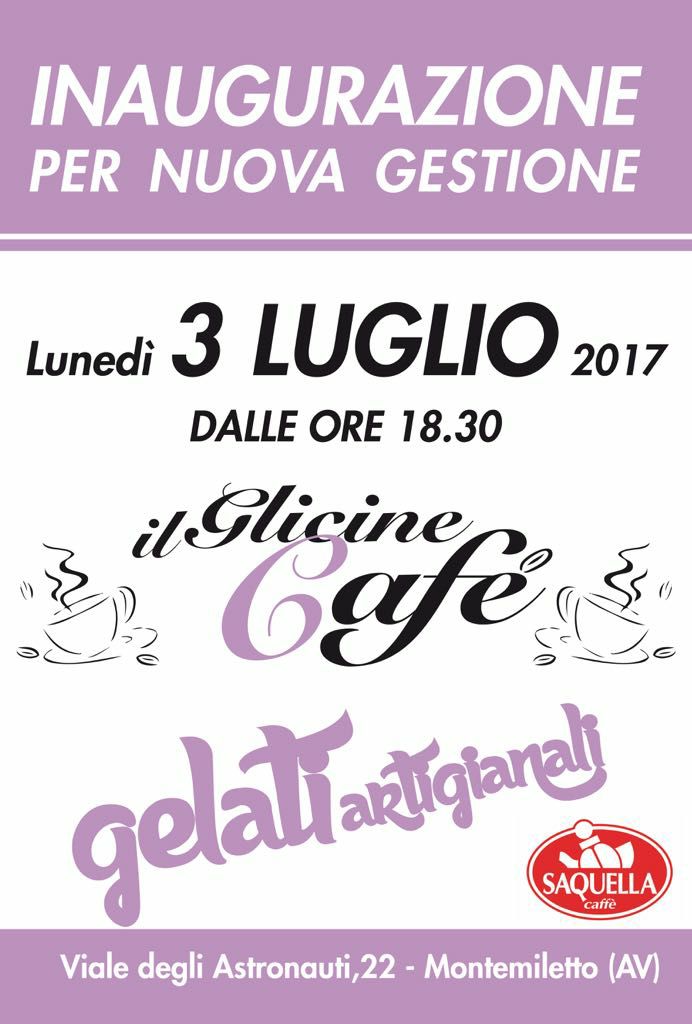 INAUGURAZIONE
PER NUOVA GESTIONE
Lunedì 3 LUGLIO 2017
DALLE ORE 18.30
il Glicine
Cafè
gelati artigianali
SAQUELLA
caffè
Viale degli Astronauti,22 - Montemiletto (AV)